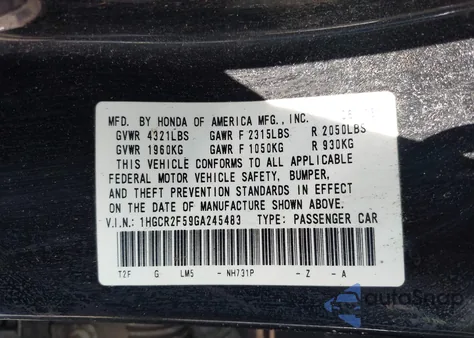 MFD. BY HONDA OF AMERICA MFG., INC.
GVWR 4321LBS GAWR F 2315LBS R 2050LBS
GVWR 1960KG GAWR F 1050KG R 930KG
THIS VEHICLE CONFORMS TO ALL APPLICABLE
FEDERAL MOTOR VEHICLE SAFETY, BUMPER,
AND THEFT PREVENTION STANDARDS IN EFFECT
ON THE DATE OF MANUFACTURE SHOWN ABOVE.
V.I.N.: 1HGCR2F59GA245483 TYPE: PASSENGER CAR
T2F G LM5 - NH731P - Z - A
autoSnap